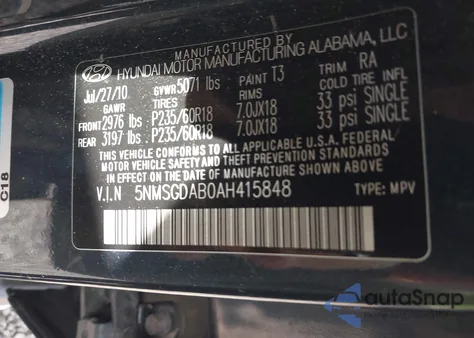 MANUFACTURED BY
HYUNDAI MOTOR MANUFACTURING ALABAMA, LLC
Jul/27/10 GVWR 5071 lbs PAINT T3 TRIM RA
GAWR TIRES RIMS COLD TIRE INFL.
FRONT 2976 lbs P235/60R18 7.0JX18 33 psi SINGLE
REAR 3197 lbs P235/60R18 7.0JX18 33 psi SINGLE
THIS VEHICLE CONFORMS TO ALL APPLICABLE U.S.A. FEDERAL
MOTOR VEHICLE SAFETY AND THEFT PREVENTION STANDARDS
IN EFFECT ON THE DATE OF MANUFACTURE SHOWN ABOVE.
V.I.N 5NMSGDAB0AH415848 TYPE: MPV
C18
autoSnap